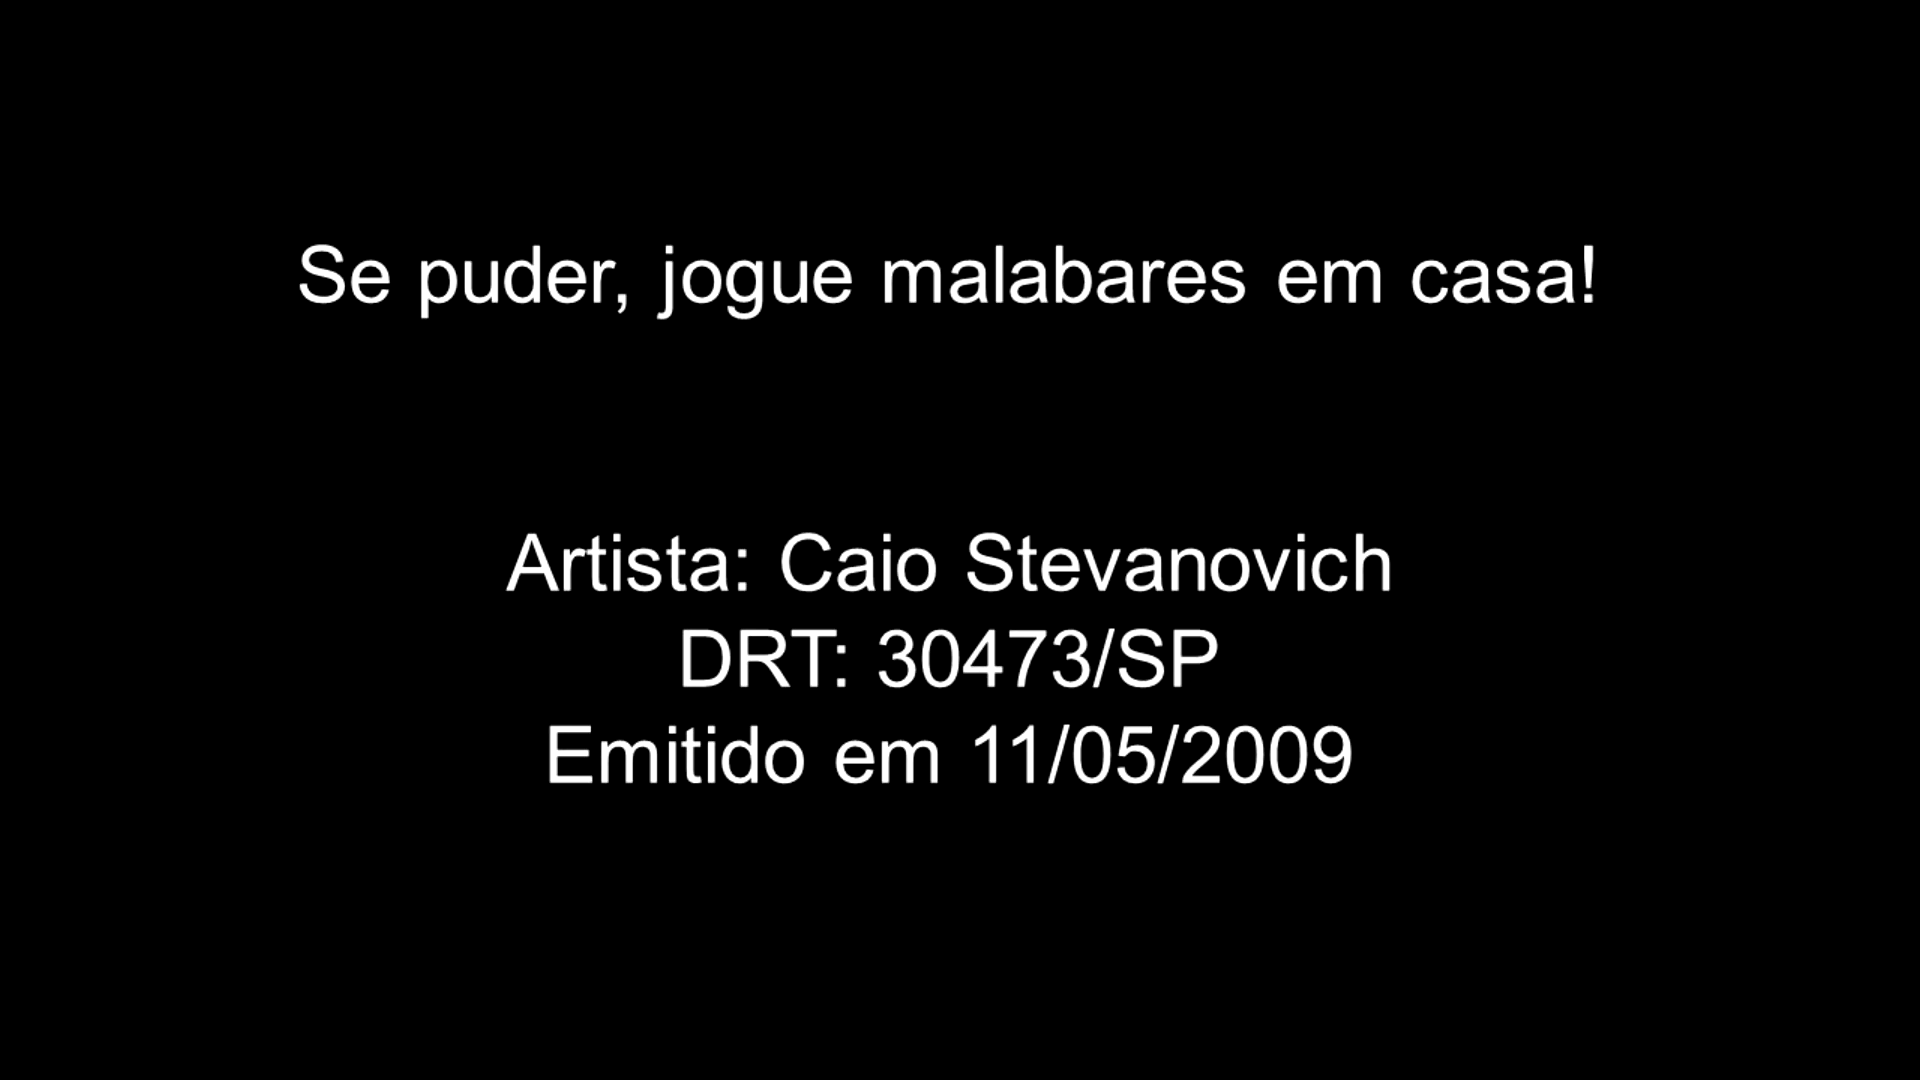 Se puder, jogue malabares em casa!
Artista: Caio Stevanovich
DRT: 30473/SP
Emitido em 11/05/2009